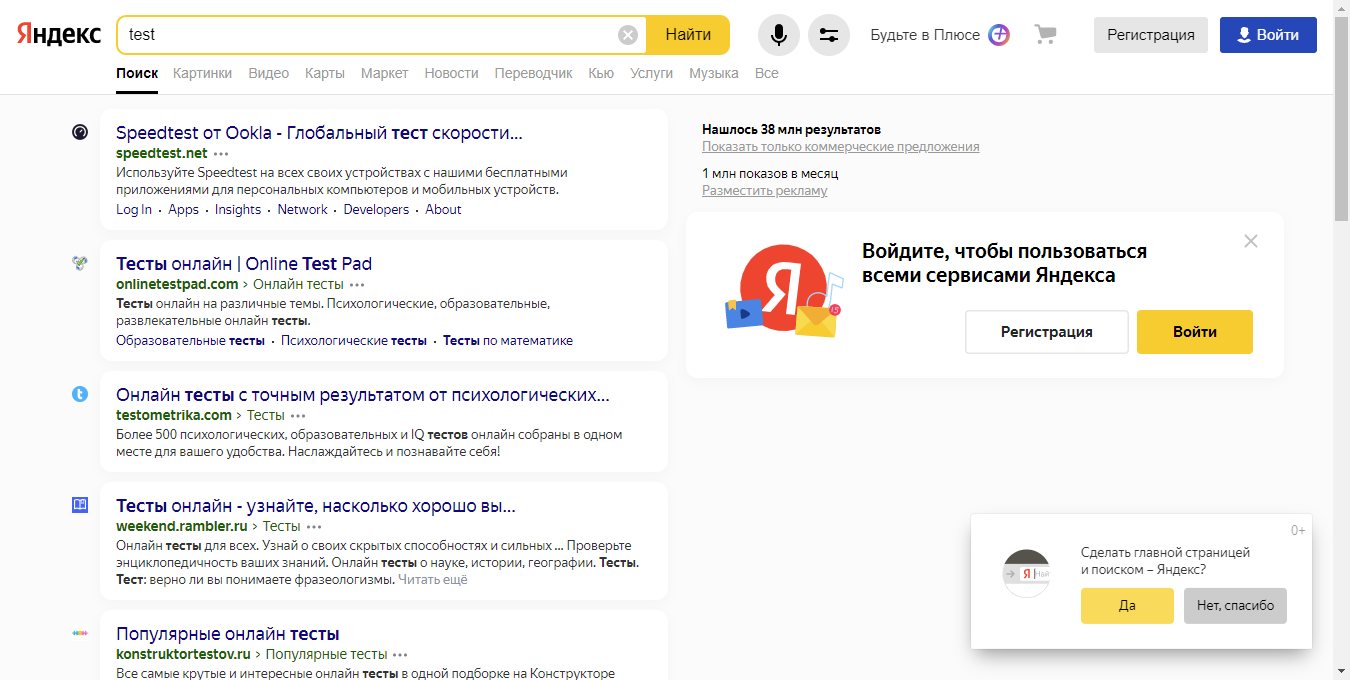 Яндекс
test
Найти
Будьте в Плюсе
Регистрация
Войти
Поиск Картинки Видео Карты Маркет Новости Переводчик Кью Услуги Музыка Все
Speedtest от Ookla - Глобальный тест скорости...
speedtest.net
Используйте Speedtest на всех своих устройствах с нашими бесплатными
приложениями для персональных компьютеров и мобильных устройств.
Log In · Apps · Insights · Network · Developers · About
Тесты онлайн | Online Test Pad
onlinetestpad.com › Онлайн тесты
Тесты онлайн на различные темы. Психологические, образовательные,
развлекательные онлайн тесты.
Образовательные тесты · Психологические тесты · Тесты по математике
Онлайн тесты с точным результатом от психологических...
testometrika.com › Тесты
Более 500 психологических, образовательных и IQ тестов онлайн собраны в одном
месте для вашего удобства. Наслаждайтесь и познавайте себя!
Тесты онлайн - узнайте, насколько хорошо вы...
weekend.rambler.ru › Тесты
Онлайн тесты для всех. Узнай о своих скрытых способностях и сильных ... Проверьте
энциклопедичность ваших знаний. Онлайн тесты о науке, истории, географии. Тесты.
Тест: верно ли вы понимаете фразеологизмы. Читать ещё
Популярные онлайн тесты
konstruktortestov.ru › Популярные тесты
Все самые крутые и интересные онлайн тесты в одной подборке на Конструкторе
Нашлось 38 млн результатов
Показать только коммерческие предложения
1 млн показов в месяц
Разместить рекламу
Я
15
Войдите, чтобы пользоваться
всеми сервисами Яндекса
Регистрация
Войти
0+
Я Най
Сделать главной страницей
и поиском – Яндекс?
Да
Нет, спасибо